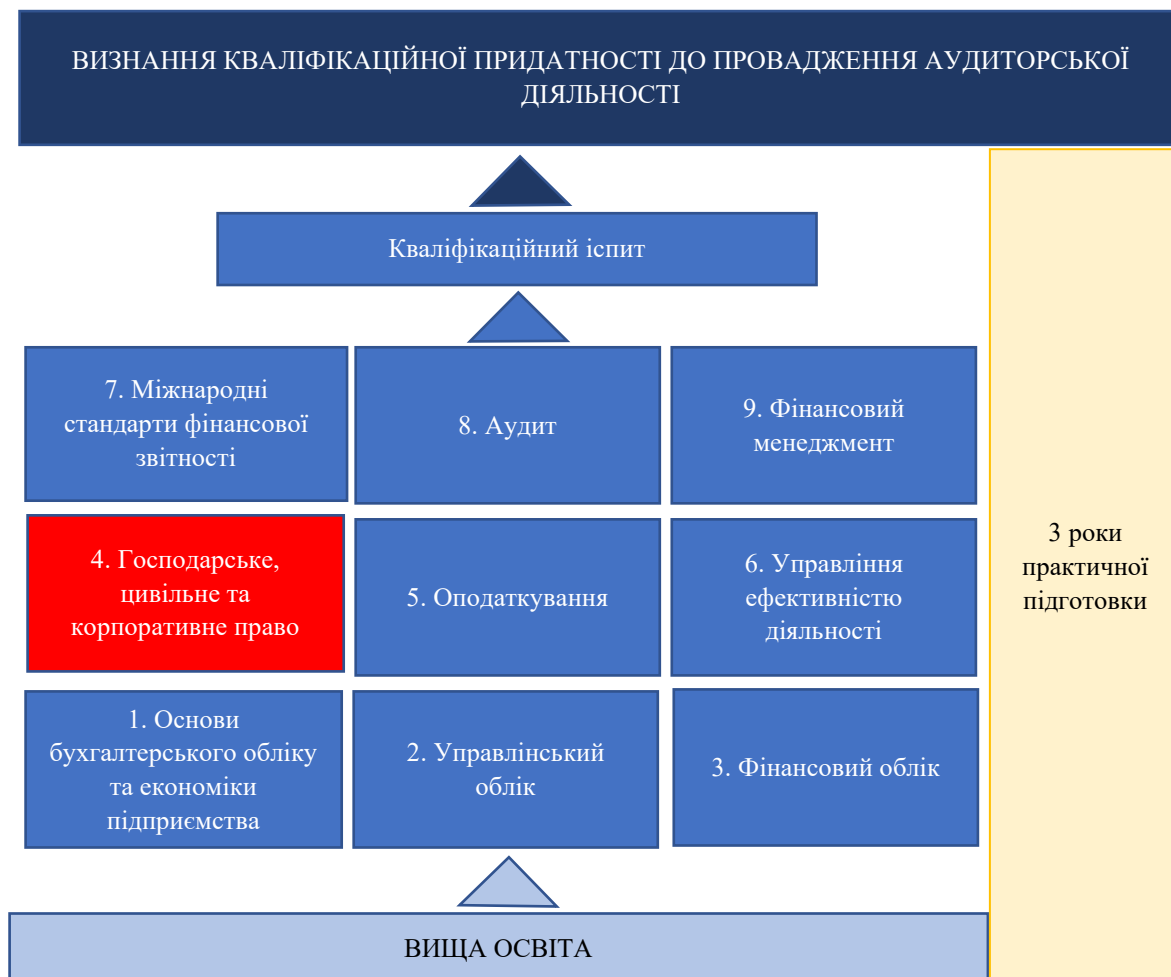 ВИЗНАННЯ КВАЛІФІКАЦІЙНОЇ ПРИДАТНОСТІ ДО ПРОВАДЖЕННЯ АУДИТОРСЬКОЇ
ДІЯЛЬНОСТІ
Кваліфікаційний іспит
7. Міжнародні
стандарти фінансової
звітності
8. Аудит
9. Фінансовий
менеджмент
4. Господарське,
цивільне та
корпоративне право
5. Оподаткування
6. Управління
ефективністю
діяльності
3 роки
практичної
підготовки
1. Основи
бухгалтерського обліку
та економіки
підприємства
2. Управлінський
облік
3. Фінансовий облік
ВИЩА ОСВІТА